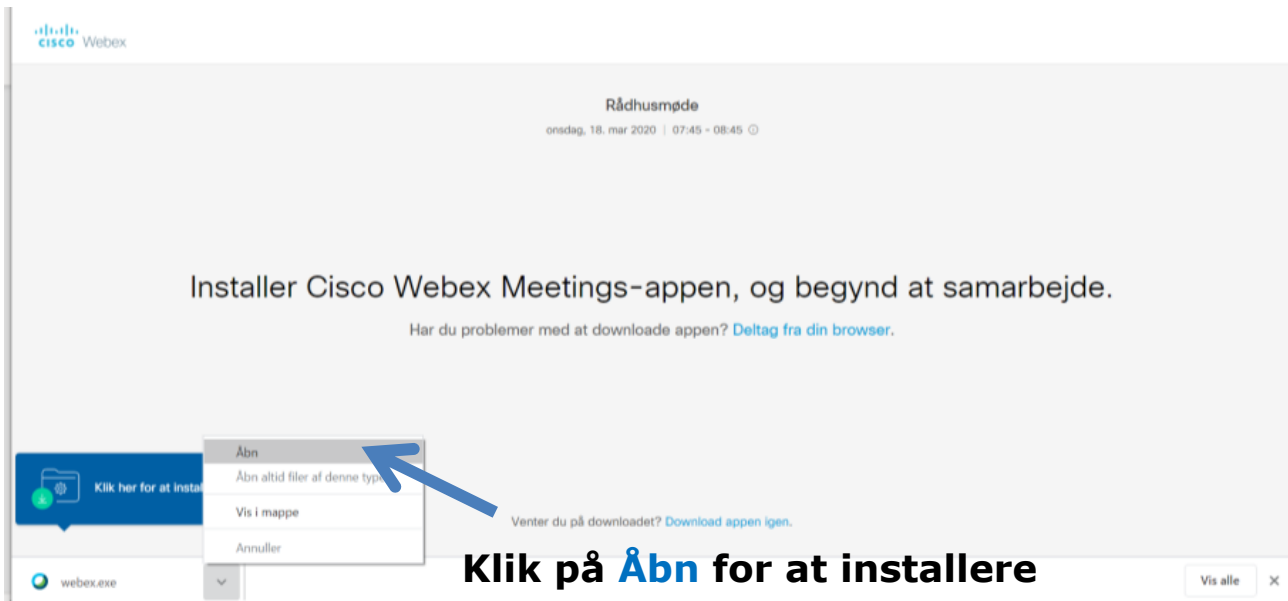 CISCO Webex
Rådhusmøde
onsdag, 18. mar 2020 | 07:45 - 08:45
Installer Cisco Webex Meetings-appen, og begynd at samarbejde.
Har du problemer med at downloade appen? Deltag fra din browser.
Åbn
Åbn altid filer af denne type
Klik her for at instal
Vis i mappe
Venter du på downloadet? Download appen igen.
Annuller
Klik på Åbn for at installere
webex.exe
Vis alle